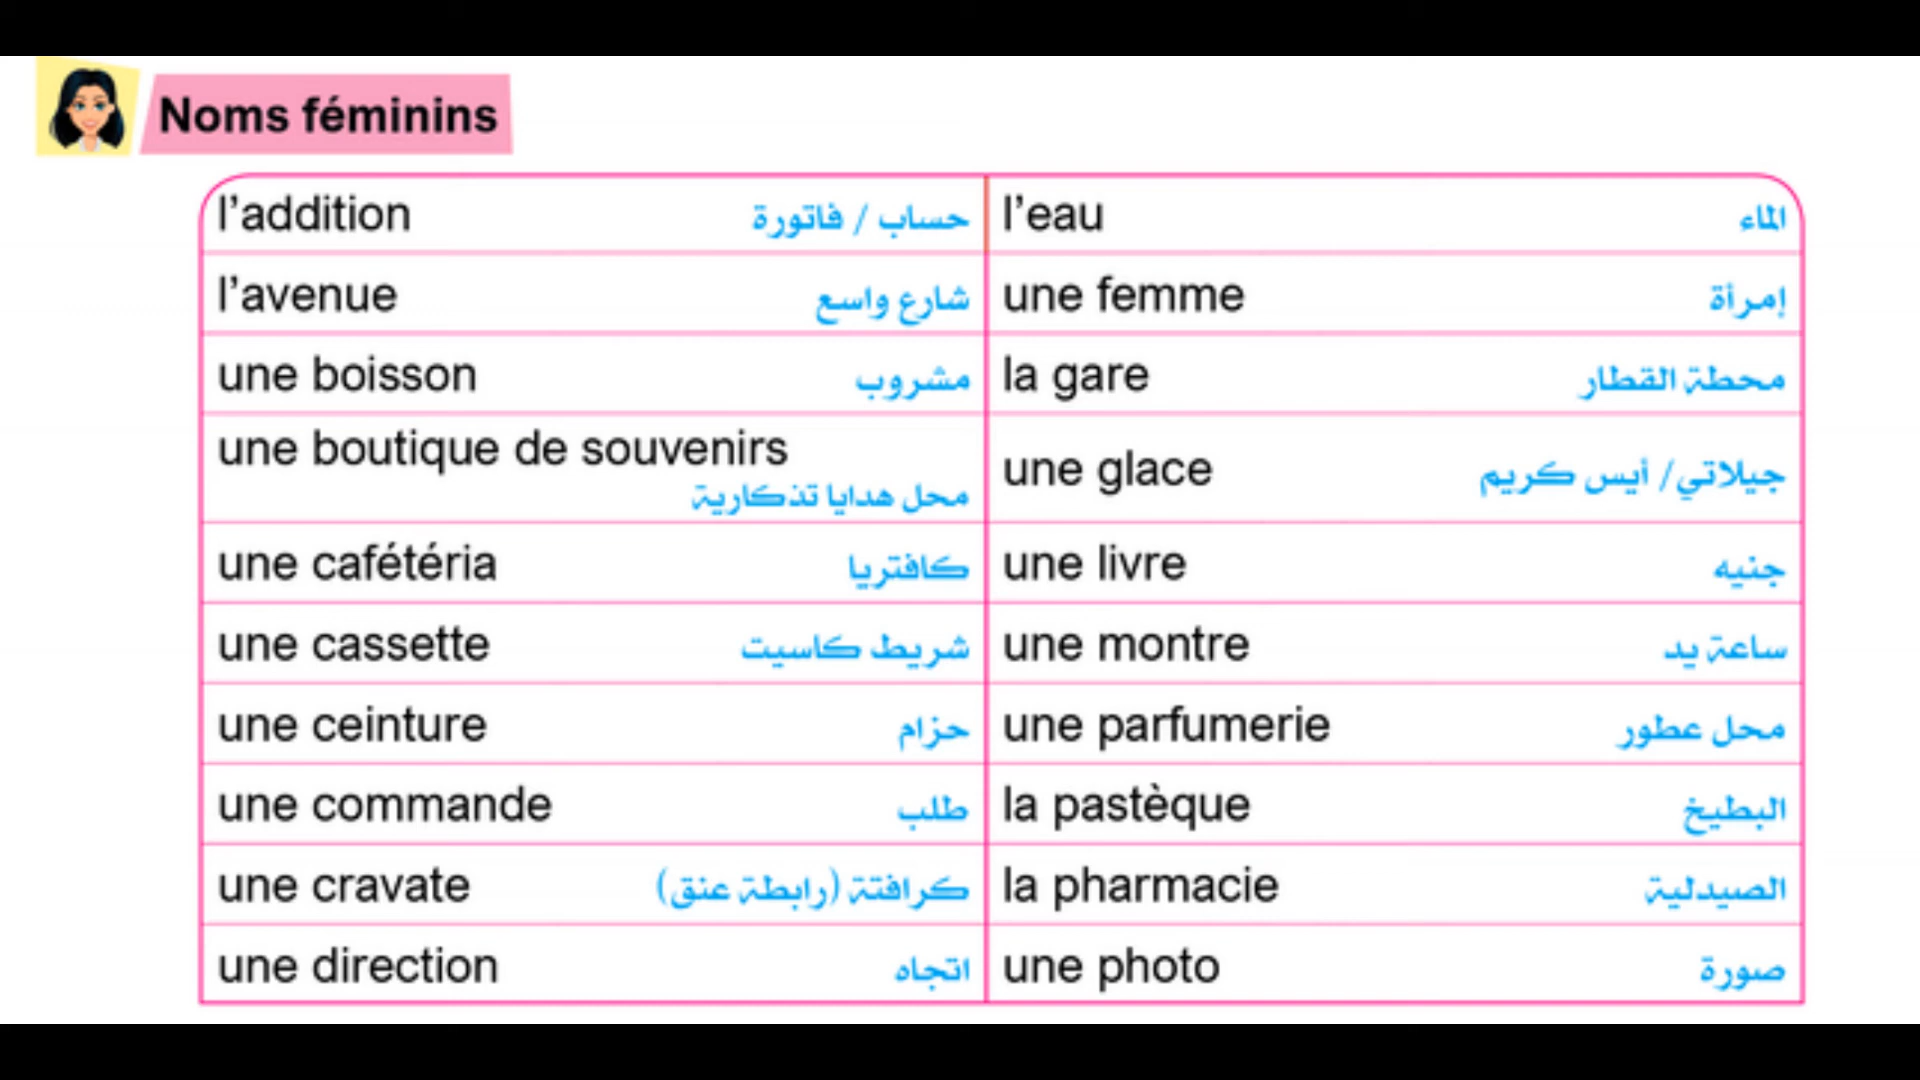 Noms féminins
l’addition حساب / فاتورة
l’eau الماء
l’avenue شارع واسع
une femme إمرأة
une boisson مشروب
la gare محطة القطار
une boutique de souvenirs
محل هدايا تذكارية
une glace جيلاتي/ أيس كريم
une cafétéria كافتريا
une livre جنيه
une cassette شريط كاسيت
une montre ساعة يد
une ceinture حزام
une parfumerie محل عطور
une commande طلب
la pastèque البطيخ
une cravate كرافتة (رابطة عنق)
la pharmacie الصيدلية
une direction اتجاه
une photo صورة